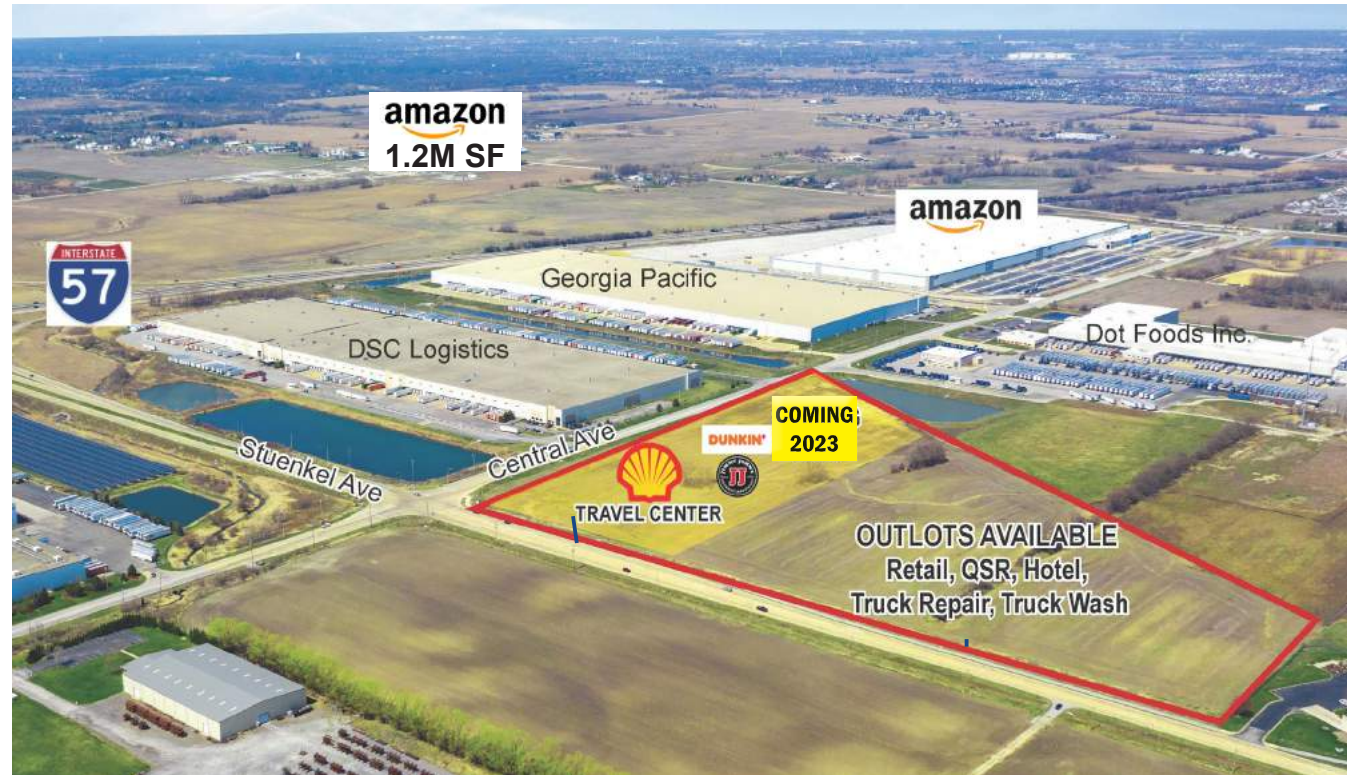 amazon
1.2M SF
amazon
INTERSTATE
57
Georgia Pacific
DSC Logistics
Dot Foods Inc.
Stuenkel Ave
Central Ave
DUNKIN'
COMING
2023
JJ
TRAVEL CENTER
OUTLOTS AVAILABLE
Retail, QSR, Hotel,
Truck Repair, Truck Wash